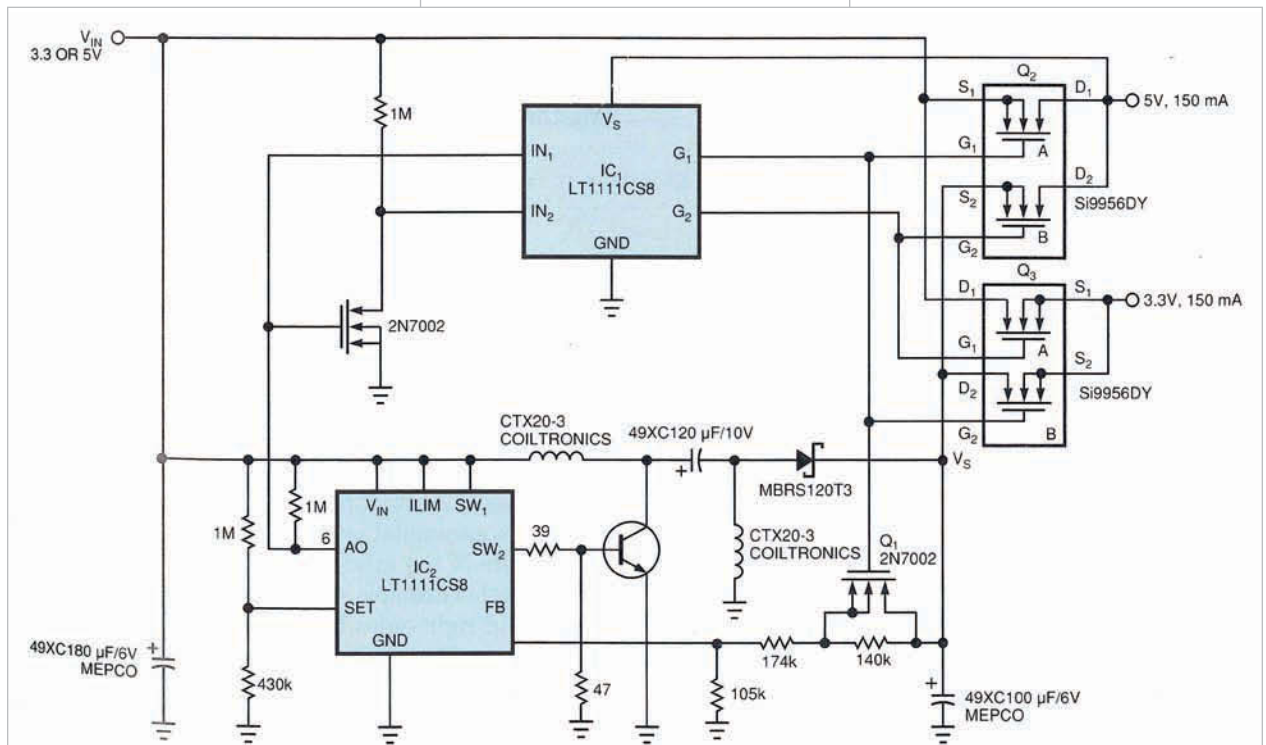 V_IN
3.3 OR 5V
1M
V_S
IN_1
IC_1
LT1111CS8
IN_2
G_1
G_2
GND
Q_2
S_1
D_1
5V, 150 mA
G_1
A
D_2
S_2
Si9956DY
B
G_2
Q_3
D_1
S_1
3.3V, 150 mA
G_1
A
S_2
D_2
Si9956DY
G_2
B
V_S
2N7002
CTX20-3
COILTRONICS
49XC120 µF/10V
+
MBRS120T3
1M
1M
V_IN
ILIM
SW_1
6
AO
SW_2
39
IC_2
LT1111CS8
SET
FB
GND
CTX20-3
COILTRONICS
Q_1
2N7002
49XC180 µF/6V
MEPCO
+
430k
47
105k
174k
140k
+
49XC100 µF/6V
MEPCO